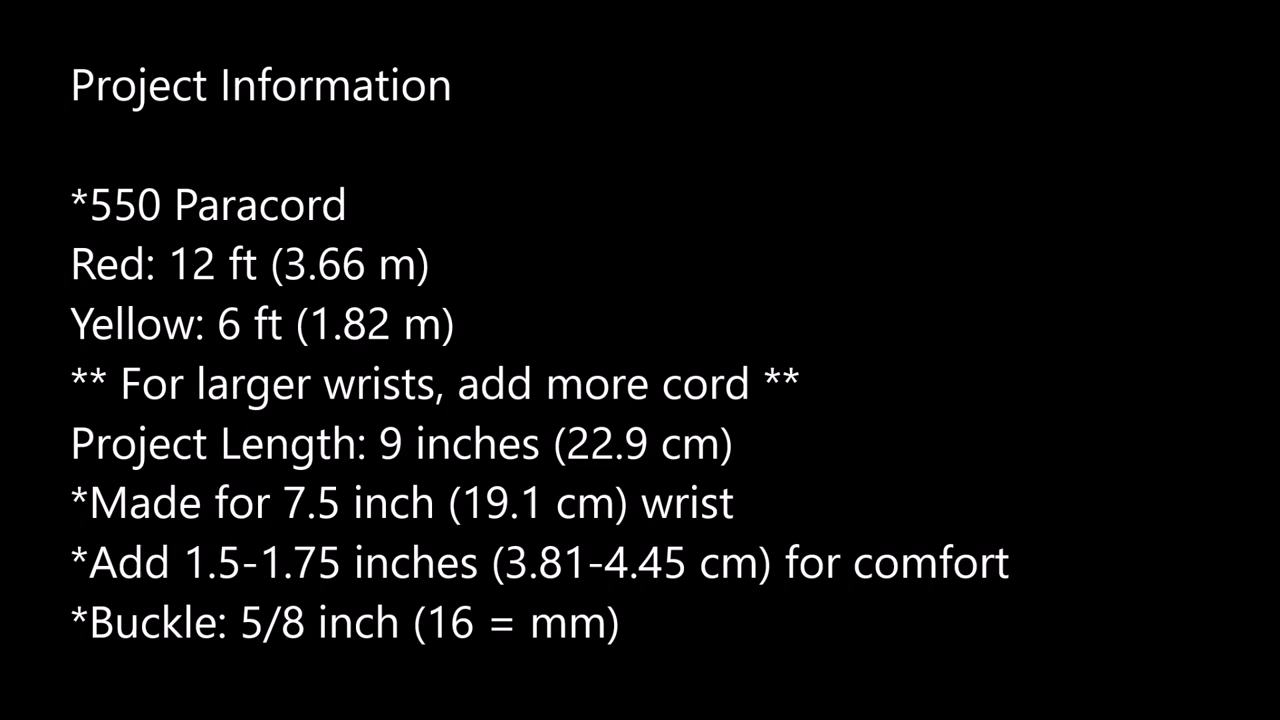 Project Information
*550 Paracord
Red: 12 ft (3.66 m)
Yellow: 6 ft (1.82 m)
** For larger wrists, add more cord **
Project Length: 9 inches (22.9 cm)
*Made for 7.5 inch (19.1 cm) wrist
*Add 1.5-1.75 inches (3.81-4.45 cm) for comfort
*Buckle: 5/8 inch (16 = mm)